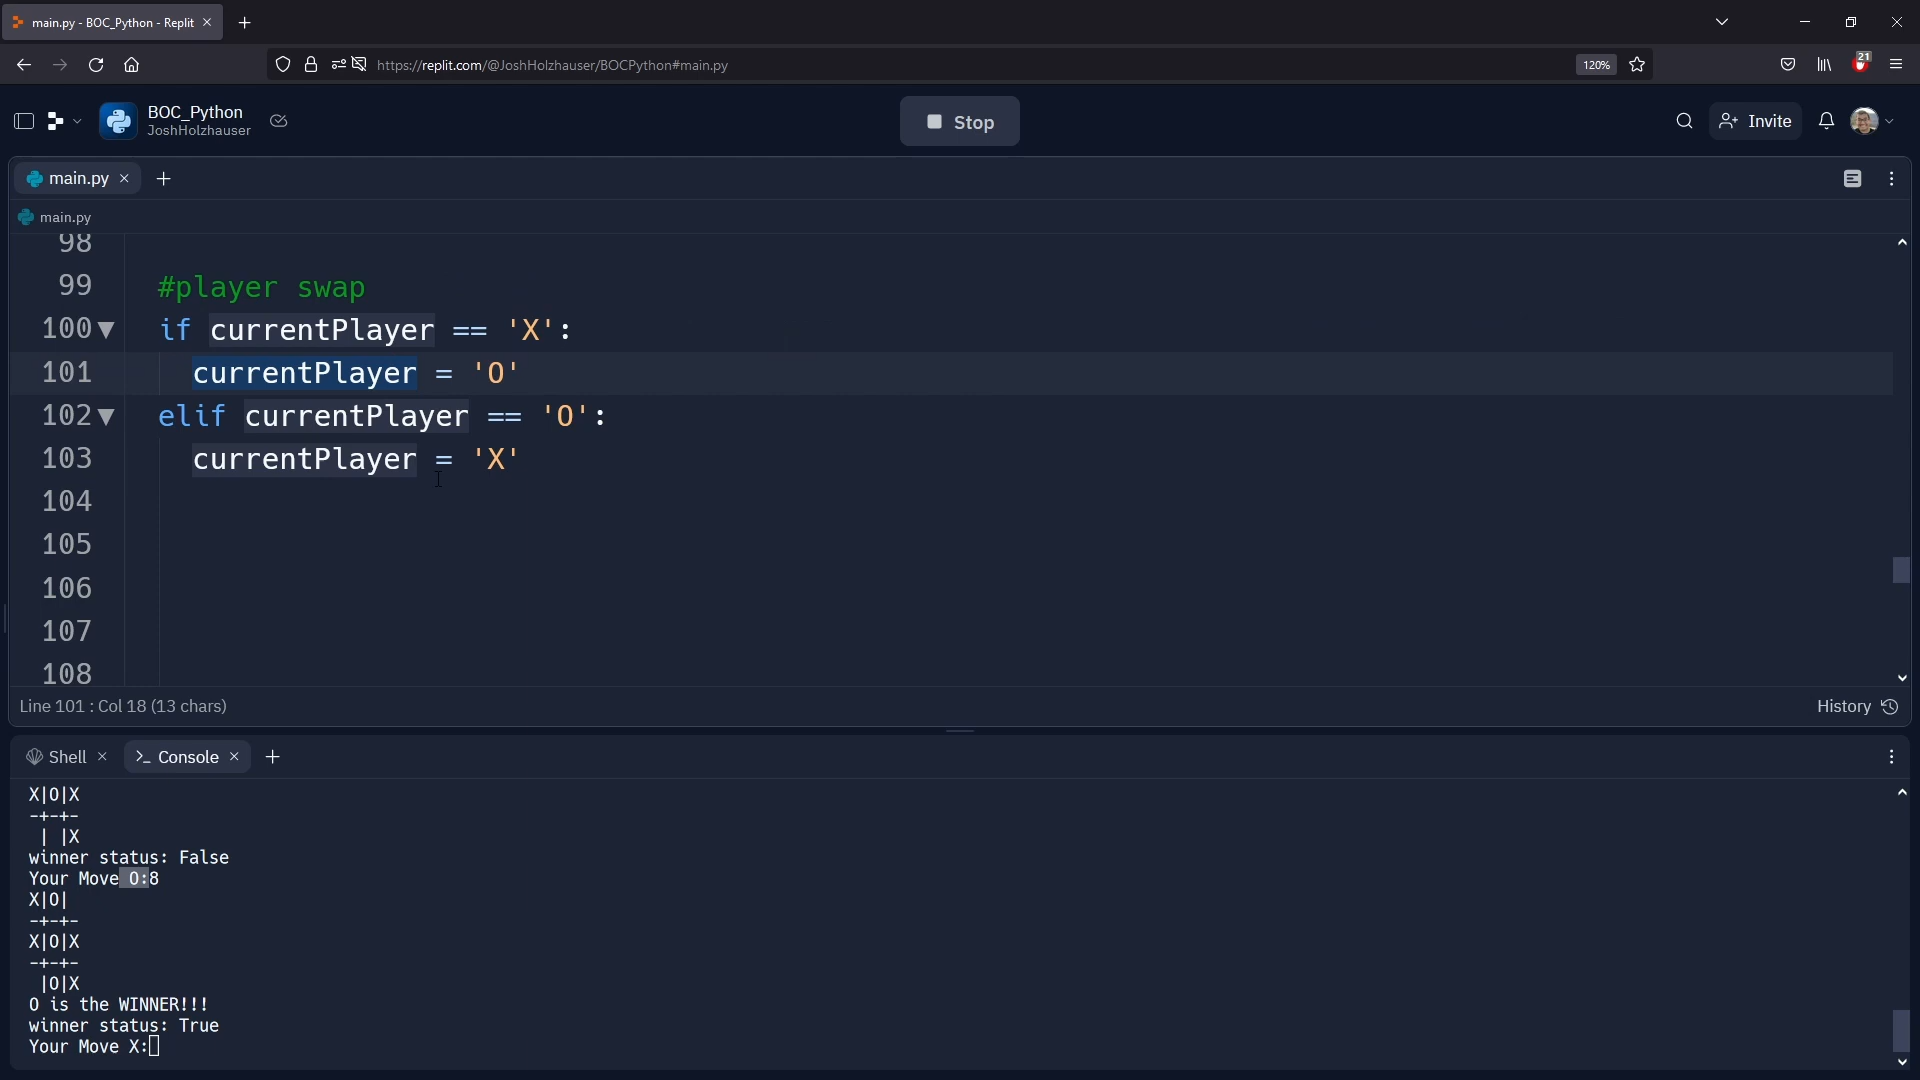 main.py - BOC_Python - Replit
https://replit.com/@JoshHolzhauser/BOCPython#main.py
120%
21
BOC_Python
JoshHolzhauser
Stop
Invite
main.py
main.py
98
99 #player swap
100 if currentPlayer == 'X':
101 currentPlayer = 'O'
102 elif currentPlayer == 'O':
103 currentPlayer = 'X'
104
105
106
107
108
Line 101 : Col 18 (13 chars)
History
Shell
Console
X|O|X
-+-+-
 | |X
winner status: False
Your Move O:8
X|O|
-+-+-
X|O|X
-+-+-
 |O|X
O is the WINNER!!!
winner status: True
Your Move X: